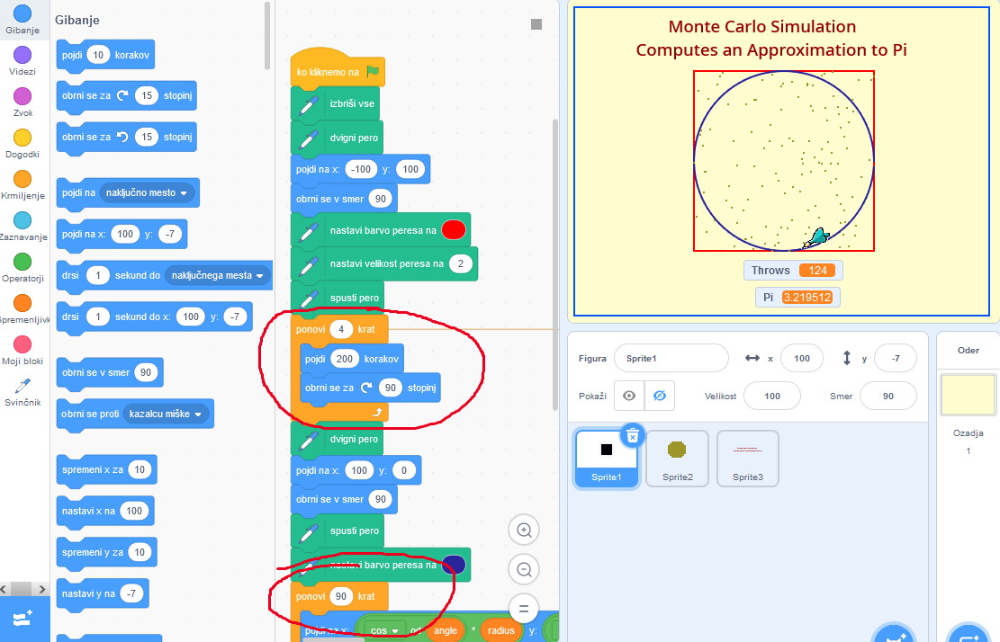 Gibanje
Videzi
Zvok
Dogodki
Krmiljenje
Zaznavanje
Operatorji
Spremenljivk
Moji bloki
Svinčnik
Gibanje
pojdi 10 korakov
obrni se za 15 stopinj
obrni se za 15 stopinj
pojdi na naključno mesto
pojdi na x: 100 y: -7
drsi 1 sekund do naključnega mesta
drsi 1 sekund do x: 100 y: -7
obrni se v smer 90
obrni se proti kazalcu miške
spremeni x za 10
nastavi x na 100
spremeni y za 10
nastavi y na -7
ko kliknemo na
izbriši vse
dvigni pero
pojdi na x: -100 y: 100
obrni se v smer 90
nastavi barvo peresa na
nastavi velikost peresa na 2
spusti pero
ponovi 4 krat
pojdi 200 korakov
obrni se za 90 stopinj
dvigni pero
pojdi na x: 100 y: 0
obrni se v smer 90
spusti pero
nastavi barvo peresa na
ponovi 90 krat
pojdi na x: cos od angle * radius y:
Monte Carlo Simulation
Computes an Approximation to Pi
Throws 124
Pi 3.219512
Figura Sprite1 x 100 y -7
Pokaži Velikost 100 Smer 90
Sprite1 Sprite2 Sprite3
Oder
Ozadja
1